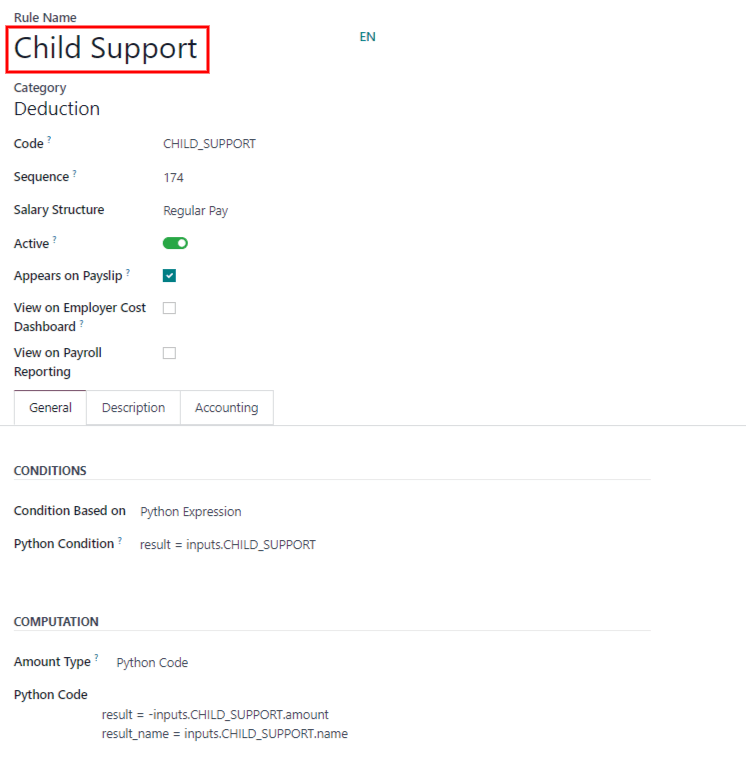 Rule Name
Child Support
EN
Category
Deduction
Code ? CHILD_SUPPORT
Sequence ? 174
Salary Structure Regular Pay
Active ?
Appears on Payslip ?
View on Employer Cost
Dashboard ?
View on Payroll
Reporting
General Description Accounting
CONDITIONS
Condition Based on Python Expression
Python Condition ? result = inputs.CHILD_SUPPORT
COMPUTATION
Amount Type ? Python Code
Python Code
result = -inputs.CHILD_SUPPORT.amount
result_name = inputs.CHILD_SUPPORT.name